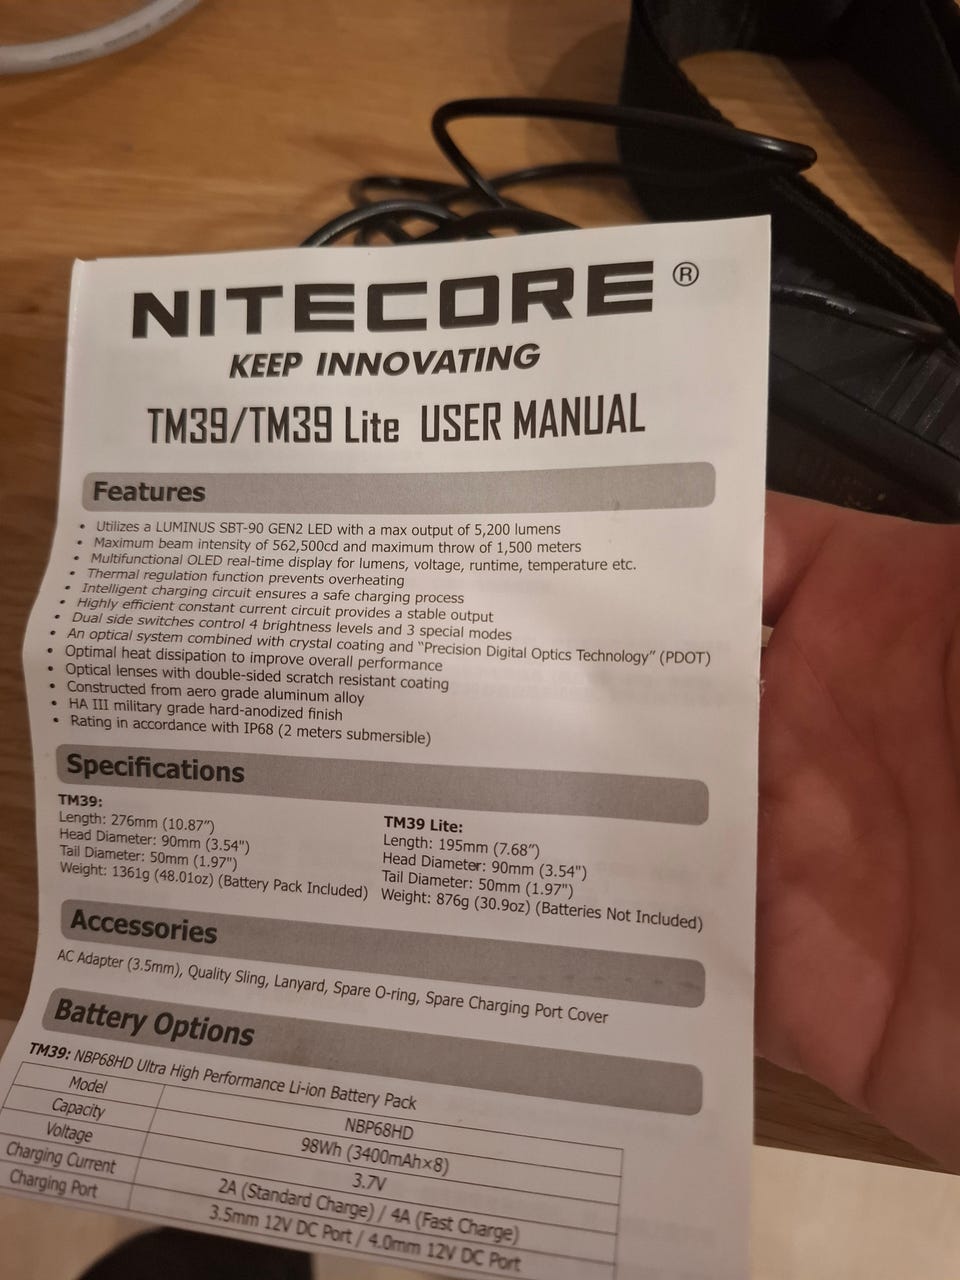 NITECORE®
KEEP INNOVATING
TM39/TM39 Lite USER MANUAL
Features
• Utilizes a LUMINUS SBT-90 GEN2 LED with a max output of 5,200 lumens
• Maximum beam intensity of 562,500cd and maximum throw of 1,500 meters
• Multifunctional OLED real-time display for lumens, voltage, runtime, temperature etc.
• Thermal regulation function prevents overheating
• Intelligent charging circuit ensures a safe charging process
• Highly efficient constant current circuit provides a stable output
• Dual side switches control 4 brightness levels and 3 special modes
• An optical system combined with crystal coating and “Precision Digital Optics Technology” (PDOT)
• Optimal heat dissipation to improve overall performance
• Optical lenses with double-sided scratch resistant coating
• Constructed from aero grade aluminum alloy
• HA III military grade hard-anodized finish
• Rating in accordance with IP68 (2 meters submersible)
Specifications
TM39:
Length: 276mm (10.87”)
Head Diameter: 90mm (3.54")
Tail Diameter: 50mm (1.97")
Weight: 1361g (48.01oz) (Battery Pack Included)
TM39 Lite:
Length: 195mm (7.68”)
Head Diameter: 90mm (3.54")
Tail Diameter: 50mm (1.97")
Weight: 876g (30.9oz) (Batteries Not Included)
Accessories
AC Adapter (3.5mm), Quality Sling, Lanyard, Spare O-ring, Spare Charging Port Cover
Battery Options
TM39: NBP68HD Ultra High Performance Li-ion Battery Pack
Model NBP68HD
Capacity 98Wh (3400mAh×8)
Voltage 3.7V
Charging Current 2A (Standard Charge) / 4A (Fast Charge)
Charging Port 3.5mm 12V DC Port / 4.0mm 12V DC Port